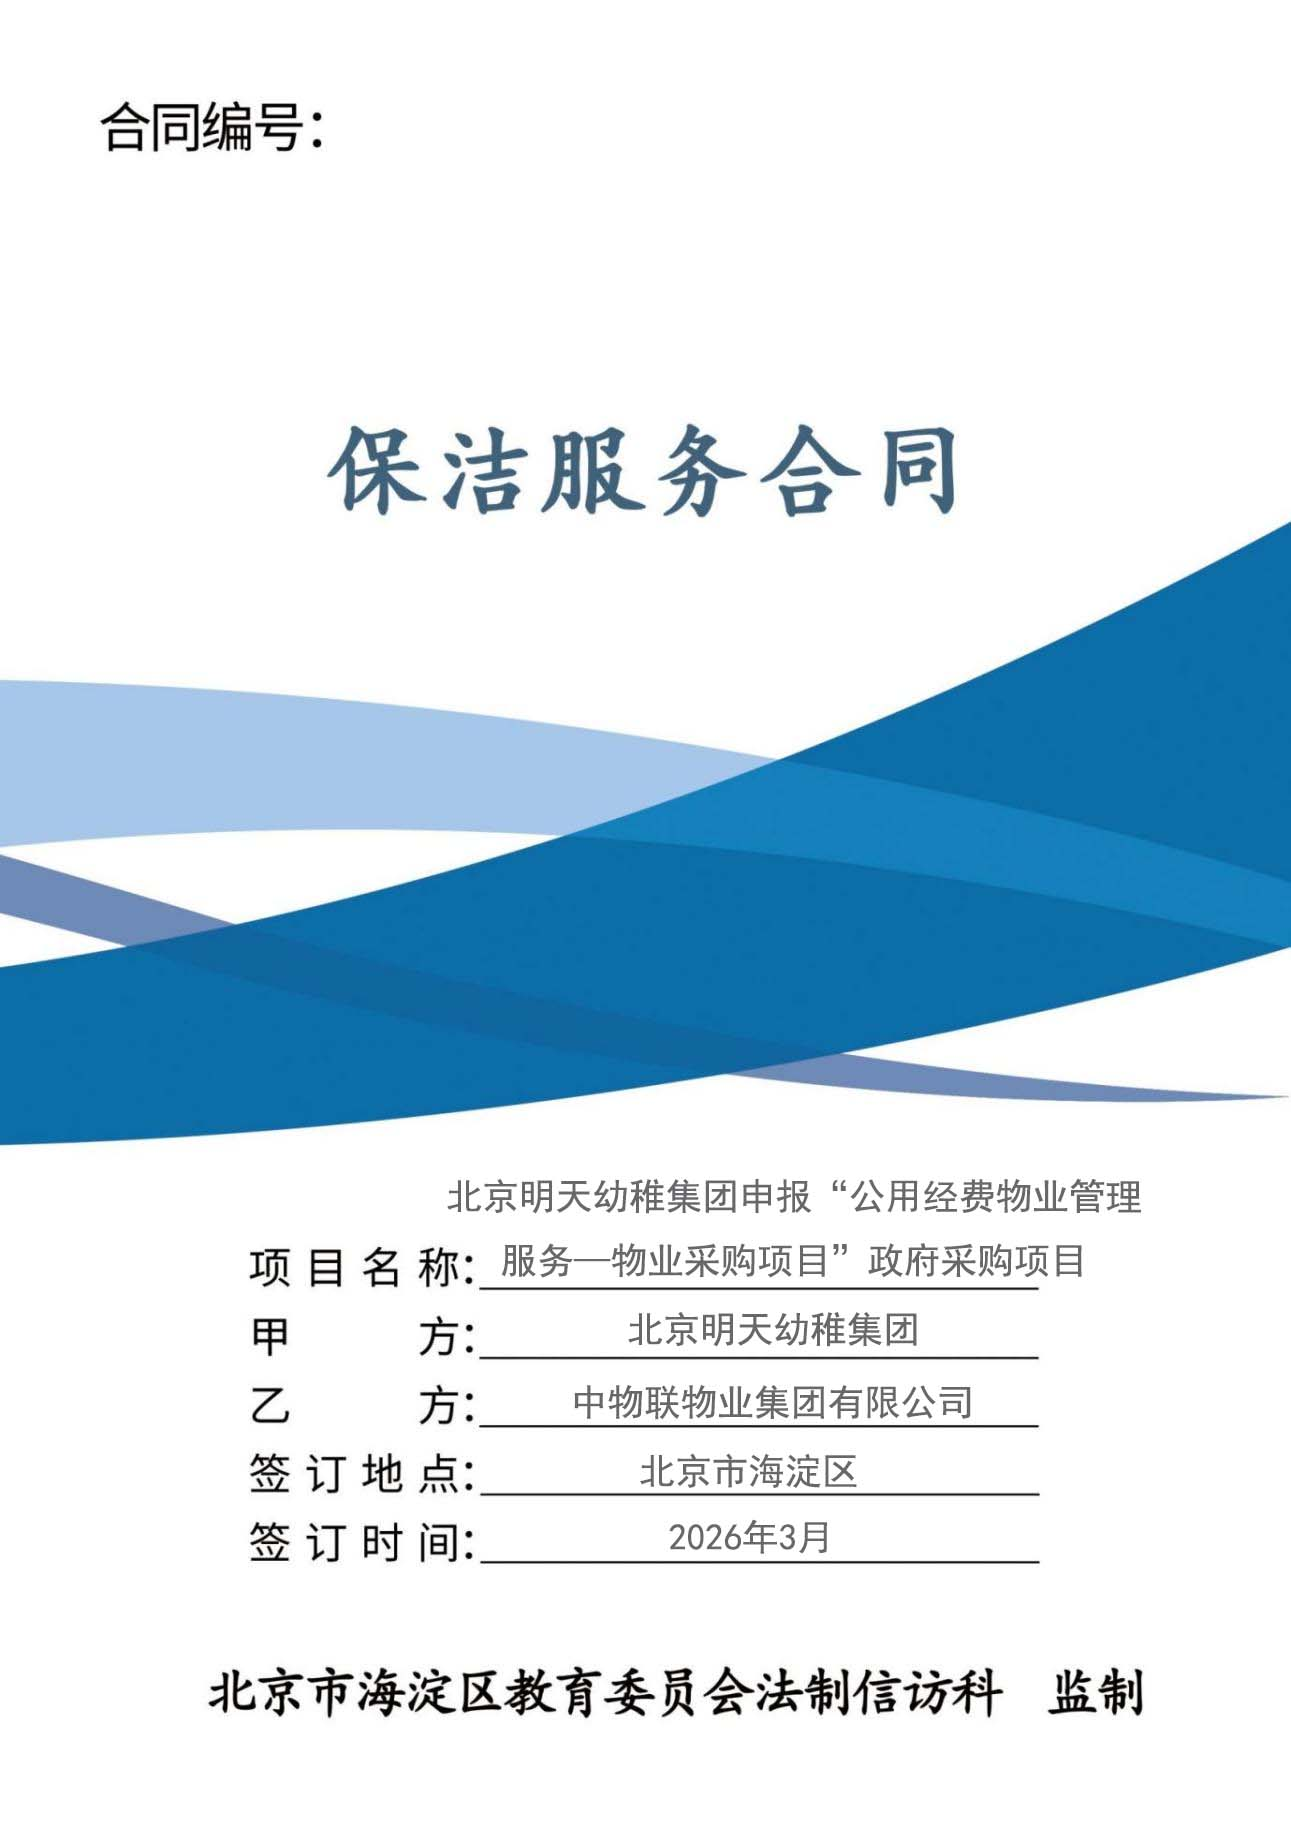 合同编号：
保洁服务合同
北京明天幼稚集团申报“公用经费物业管理
项目名称：服务—物业采购项目”政府采购项目
甲方：北京明天幼稚集团
乙方：中物联物业集团有限公司
签订地点：北京市海淀区
签订时间：2026年3月
北京市海淀区教育委员会法制信访科 监制